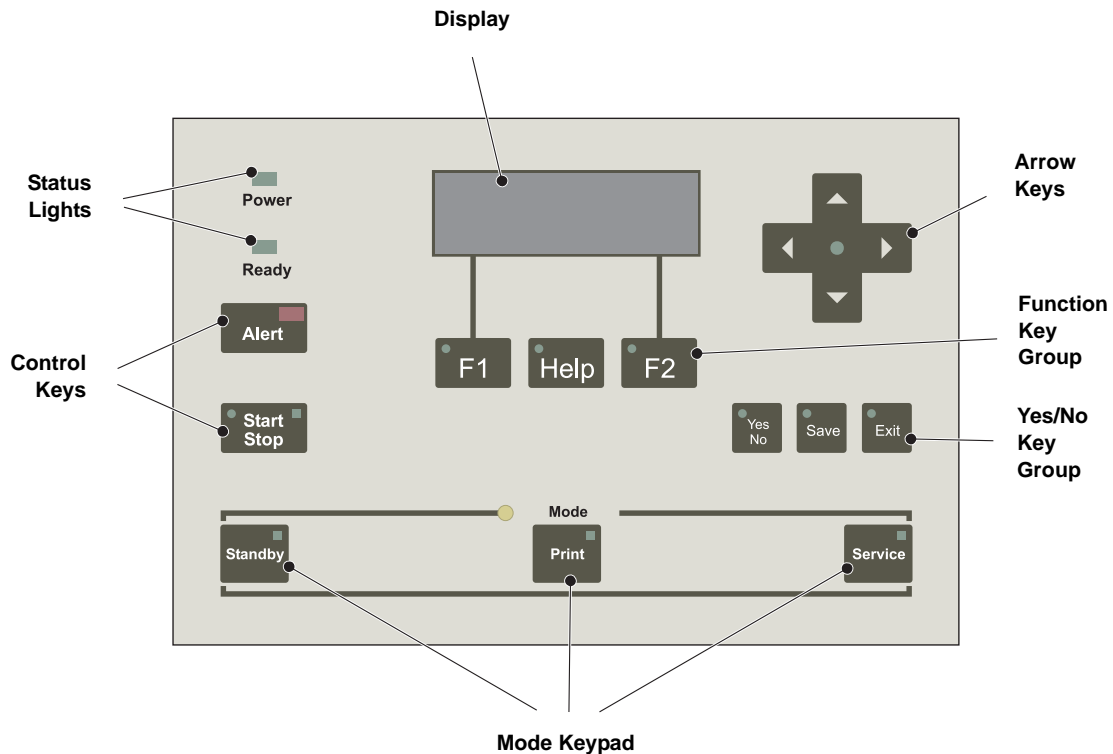 Display
Status
Lights
Power
Ready
Arrow
Keys
Alert
F1
Help
F2
Function
Key
Group
Control
Keys
Start
Stop
Yes
No
Save
Exit
Yes/No
Key
Group
Mode
Standby
Print
Service
Mode Keypad